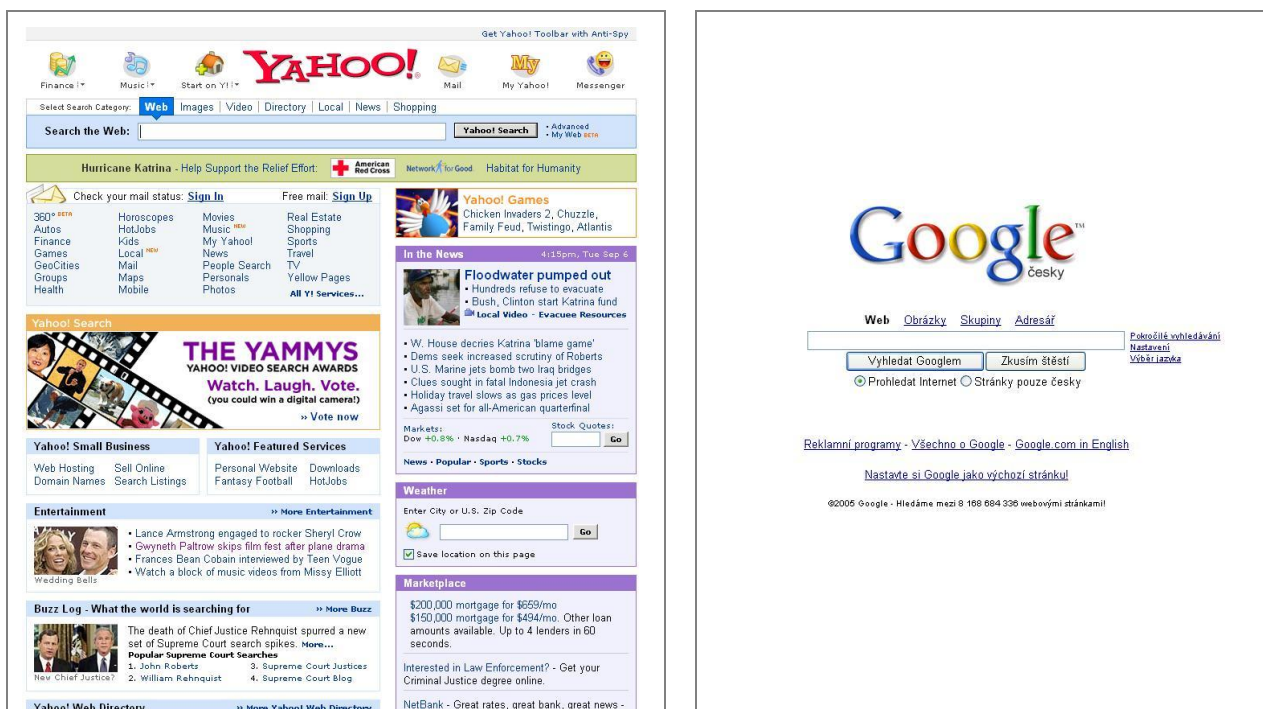 Get Yahoo! Toolbar with Anti-Spy
Finance
Music
Start on Y!
YAHOO!
Mail
My
My Yahoo!
Messenger
Select Search Category: Web Images | Video | Directory | Local | News | Shopping
Search the Web: Yahoo! Search
• Advanced
• My Web BETA
Hurricane Katrina - Help Support the Relief Effort: American Red Cross Network for Good Habitat for Humanity
Check your mail status: Sign In Free mail: Sign Up
360° BETA Horoscopes Movies Real Estate
Autos HotJobs Music NEW Shopping
Finance Kids My Yahoo! Sports
Games Local NEW News Travel
GeoCities Mail People Search TV
Groups Maps Personals Yellow Pages
Health Mobile Photos All Y! Services...
Yahoo! Search
THE YAMMYS
YAHOO! VIDEO SEARCH AWARDS
Watch. Laugh. Vote.
(you could win a digital camera!)
» Vote now
Yahoo! Small Business
Web Hosting Sell Online
Domain Names Search Listings
Yahoo! Featured Services
Personal Website Downloads
Fantasy Football HotJobs
Entertainment » More Entertainment
• Lance Armstrong engaged to rocker Sheryl Crow
• Gwyneth Paltrow skips film fest after plane drama
• Frances Bean Cobain interviewed by Teen Vogue
• Watch a block of music videos from Missy Elliott
Wedding Bells
Buzz Log - What the world is searching for » More Buzz
The death of Chief Justice Rehnquist spurred a new
set of Supreme Court search spikes. More...
Popular Supreme Court Searches
1. John Roberts 3. Supreme Court Justices
2. William Rehnquist 4. Supreme Court Blog
New Chief Justice?
Yahoo! Web Directory » More Yahoo! Web Directory
Yahoo! Games
Chicken Invaders 2, Chuzzle,
Family Feud, Twistingo, Atlantis
In the News 4:15pm, Tue Sep 6
Floodwater pumped out
• Hundreds refuse to evacuate
• Bush, Clinton start Katrina fund
Local Video - Evacuee Resources
• W. House decries Katrina 'blame game'
• Dems seek increased scrutiny of Roberts
• U.S. Marine jets bomb two Iraq bridges
• Clues sought in fatal Indonesia jet crash
• Holiday travel slows as gas prices level
• Agassi set for all-American quarterfinal
Markets:
Dow +0.8% · Nasdaq +0.7%
Stock Quotes:
Go
News · Popular · Sports · Stocks
Weather
Enter City or U.S. Zip Code
Go
Save location on this page
Marketplace
$200,000 mortgage for $659/mo
$150,000 mortgage for $494/mo. Other loan
amounts available. Up to 4 lenders in 60
seconds.
Interested in Law Enforcement? - Get your
Criminal Justice degree online.
NetBank - Great rates, great bank, great news -
Google™
česky
Web Obrázky Skupiny Adresář
Pokročilé vyhledávání
Nastavení
Výběr jazyka
Vyhledat Googlem Zkusím štěstí
Prohledat Internet Stránky pouze česky
Reklamní programy - Všechno o Google - Google.com in English
Nastavte si Google jako výchozí stránku!
©2005 Google - Hledáme mezi 8 168 684 336 webovými stránkami!